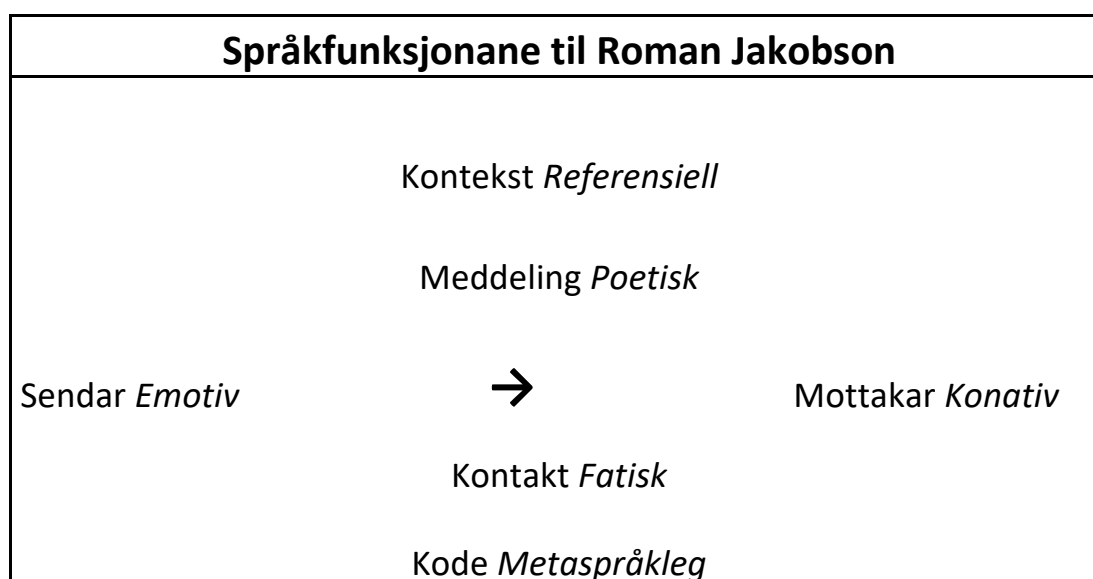 Språkfunksjonane til Roman Jakobson
Kontekst Referensiell
Meddeling Poetisk
Sendar Emotiv → Mottakar Konativ
Kontakt Fatisk
Kode Metaspråkleg